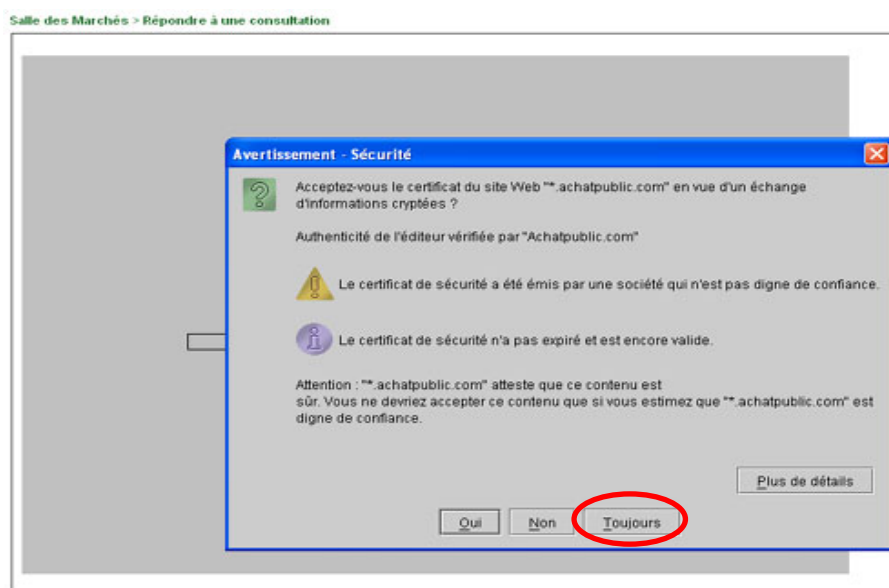 Salle des Marchés > Répondre à une consultation
Avertissement - Sécurité
Acceptez-vous le certificat du site Web "*.achatpublic.com" en vue d'un échange
d'informations cryptées ?
Authenticité de l'éditeur vérifiée par "Achatpublic.com"
Le certificat de sécurité a été émis par une société qui n'est pas digne de confiance.
Le certificat de sécurité n'a pas expiré et est encore valide.
Attention : "*.achatpublic.com" atteste que ce contenu est
sûr. Vous ne devriez accepter ce contenu que si vous estimez que "*.achatpublic.com" est
digne de confiance.
Plus de détails
Oui Non Toujours